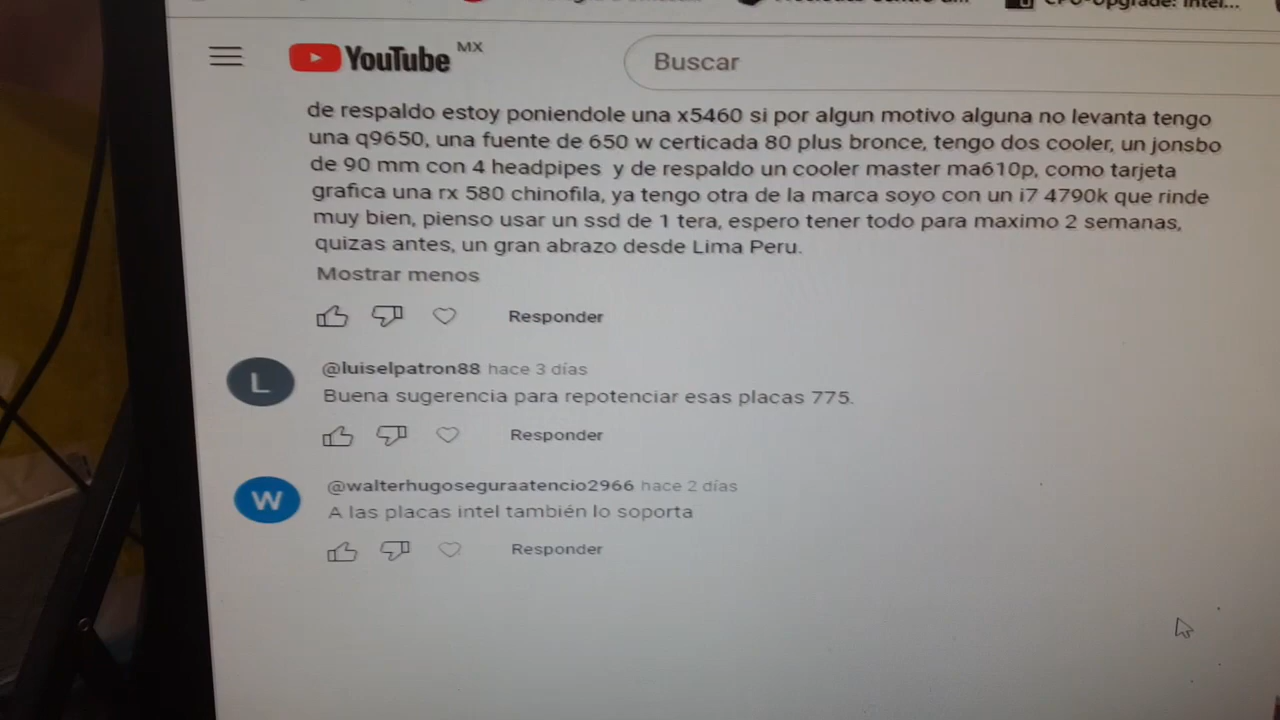 CPU-Upgrade: Intel...
YouTube MX
Buscar
de respaldo estoy poniendole una x5460 si por algun motivo alguna no levanta tengo
una q9650, una fuente de 650 w certicada 80 plus bronce, tengo dos cooler, un jonsbo
de 90 mm con 4 headpipes y de respaldo un cooler master ma610p, como tarjeta
grafica una rx 580 chinofila, ya tengo otra de la marca soyo con un i7 4790k que rinde
muy bien, pienso usar un ssd de 1 tera, espero tener todo para maximo 2 semanas,
quizas antes, un gran abrazo desde Lima Peru.
Mostrar menos
Responder
@luiselpatron88 hace 3 días
L
Buena sugerencia para repotenciar esas placas 775.
Responder
@walterhugoseguraatencio2966 hace 2 días
W
A las placas intel también lo soporta
Responder